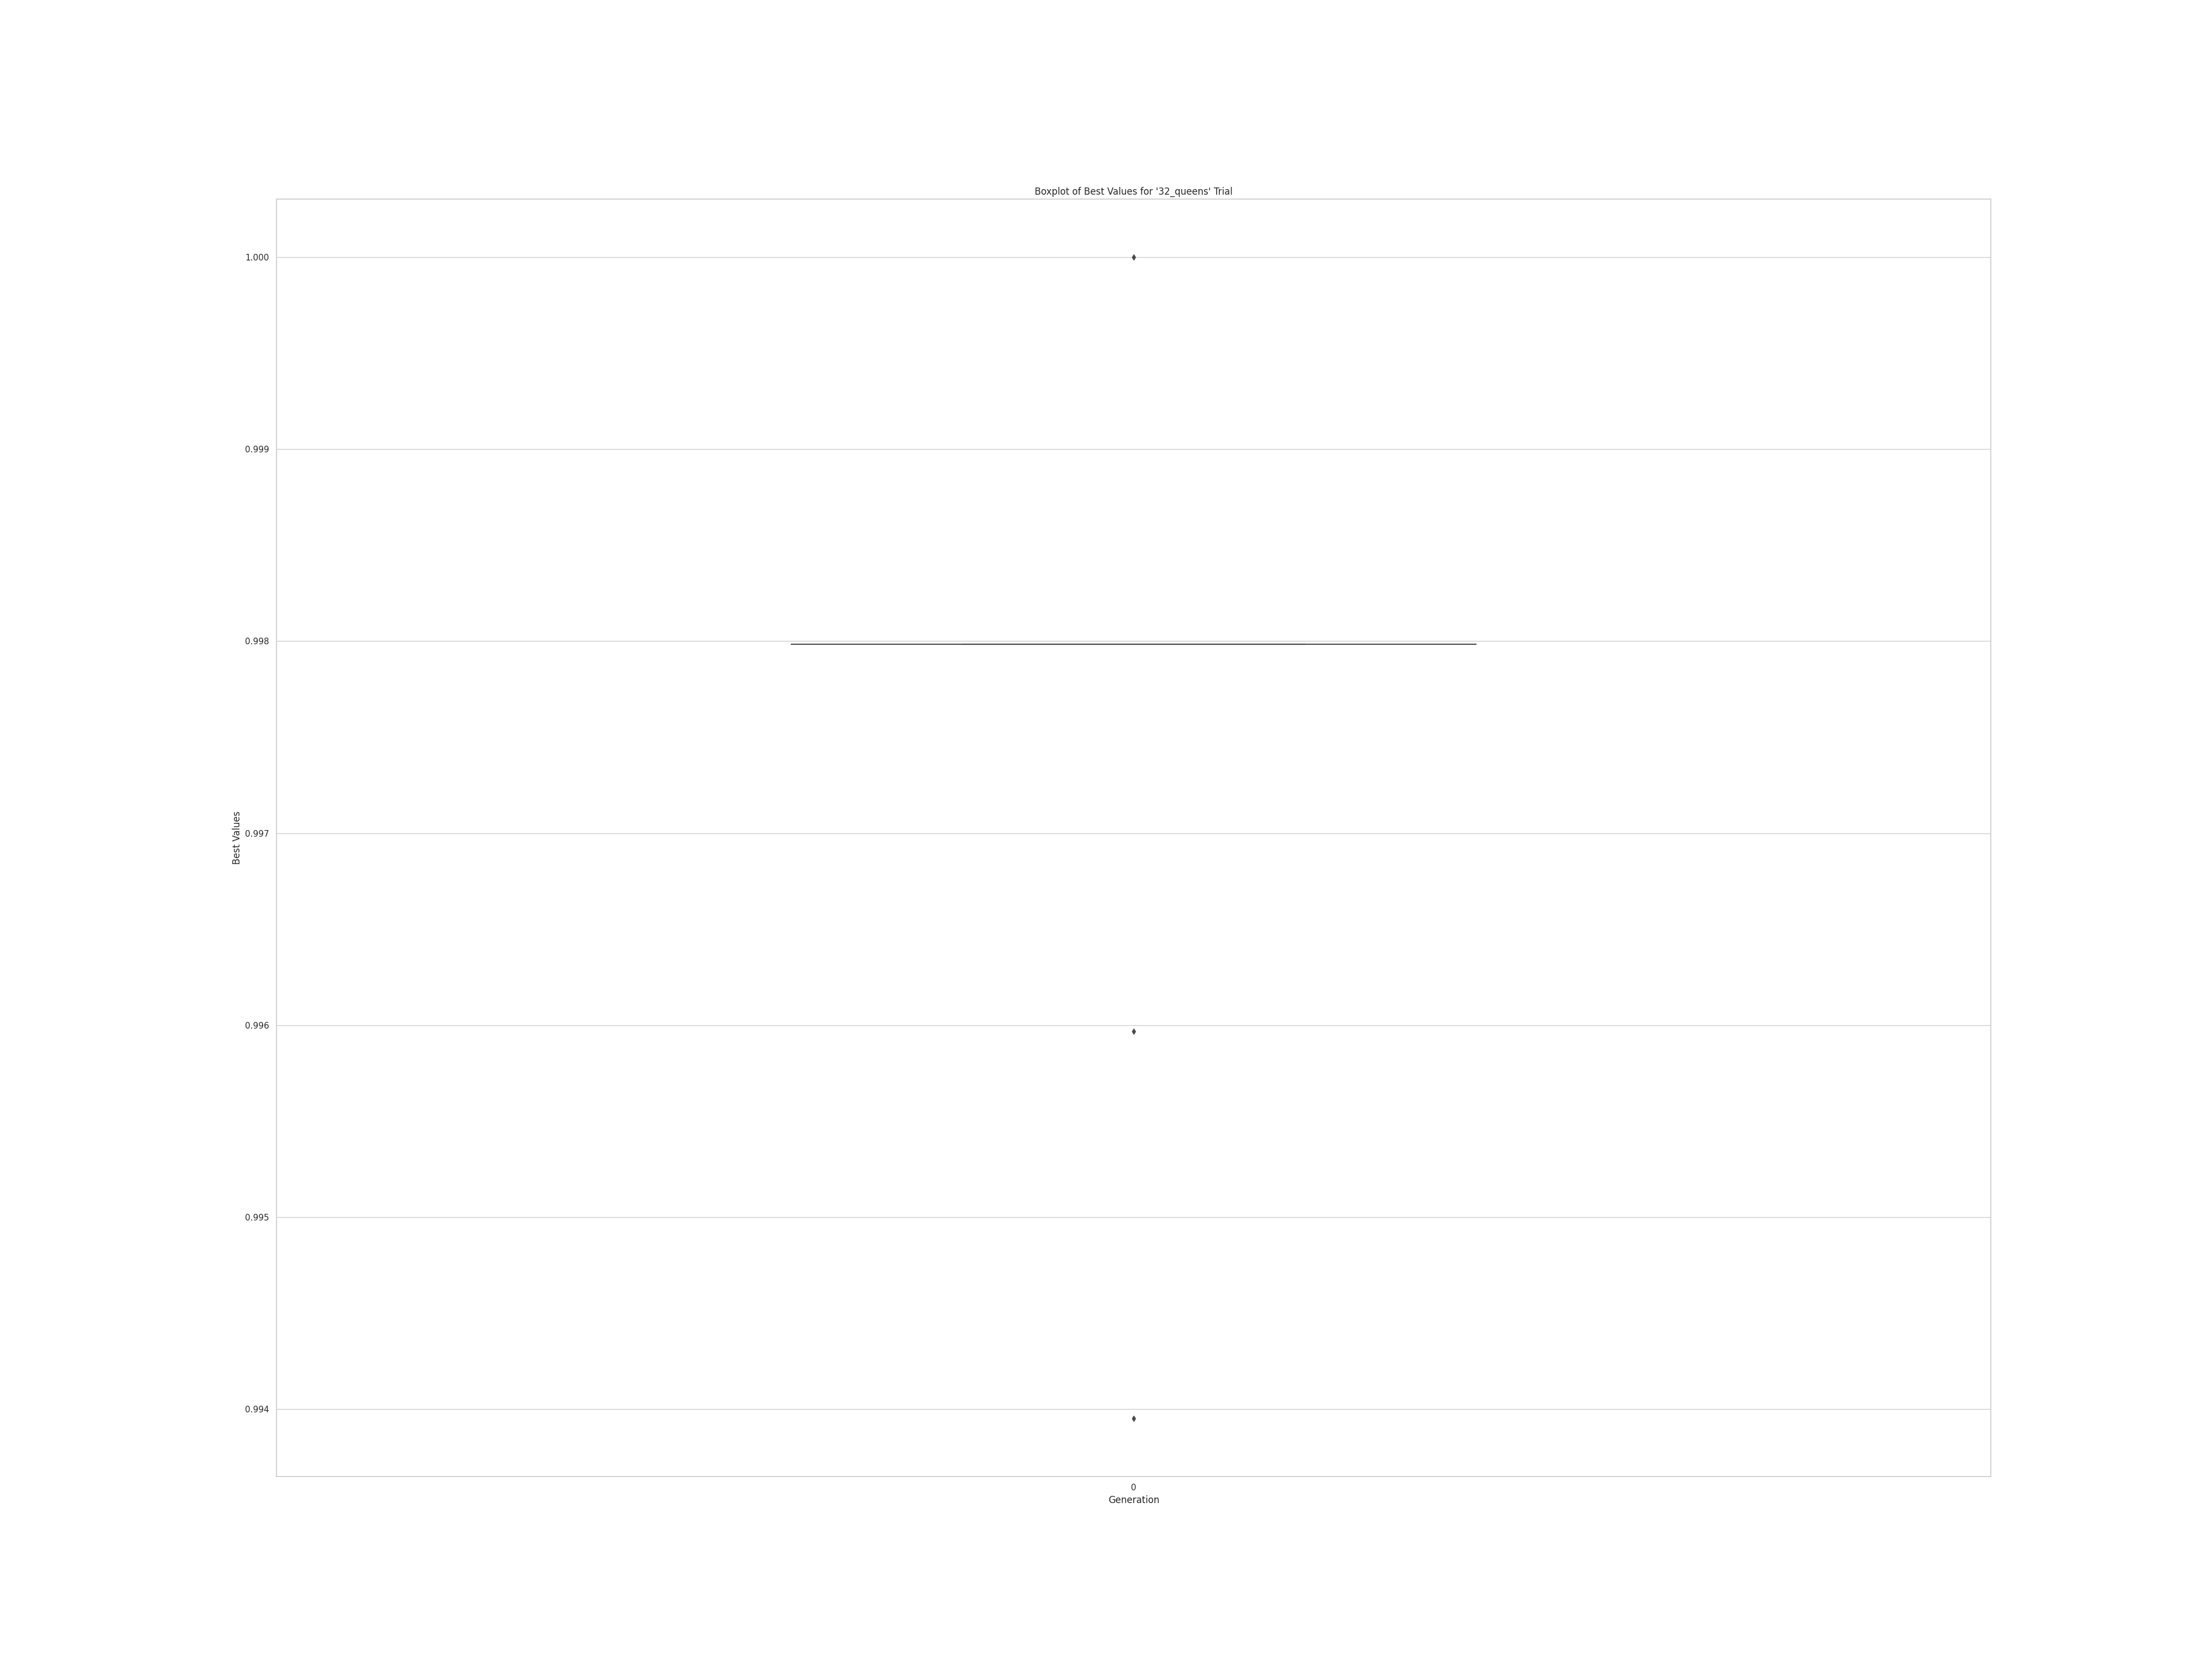 Boxplot of Best Values for '32_queens' Trial
1.000
0.999
0.998
0.997
0.996
0.995
0.994
Best Values
0
Generation